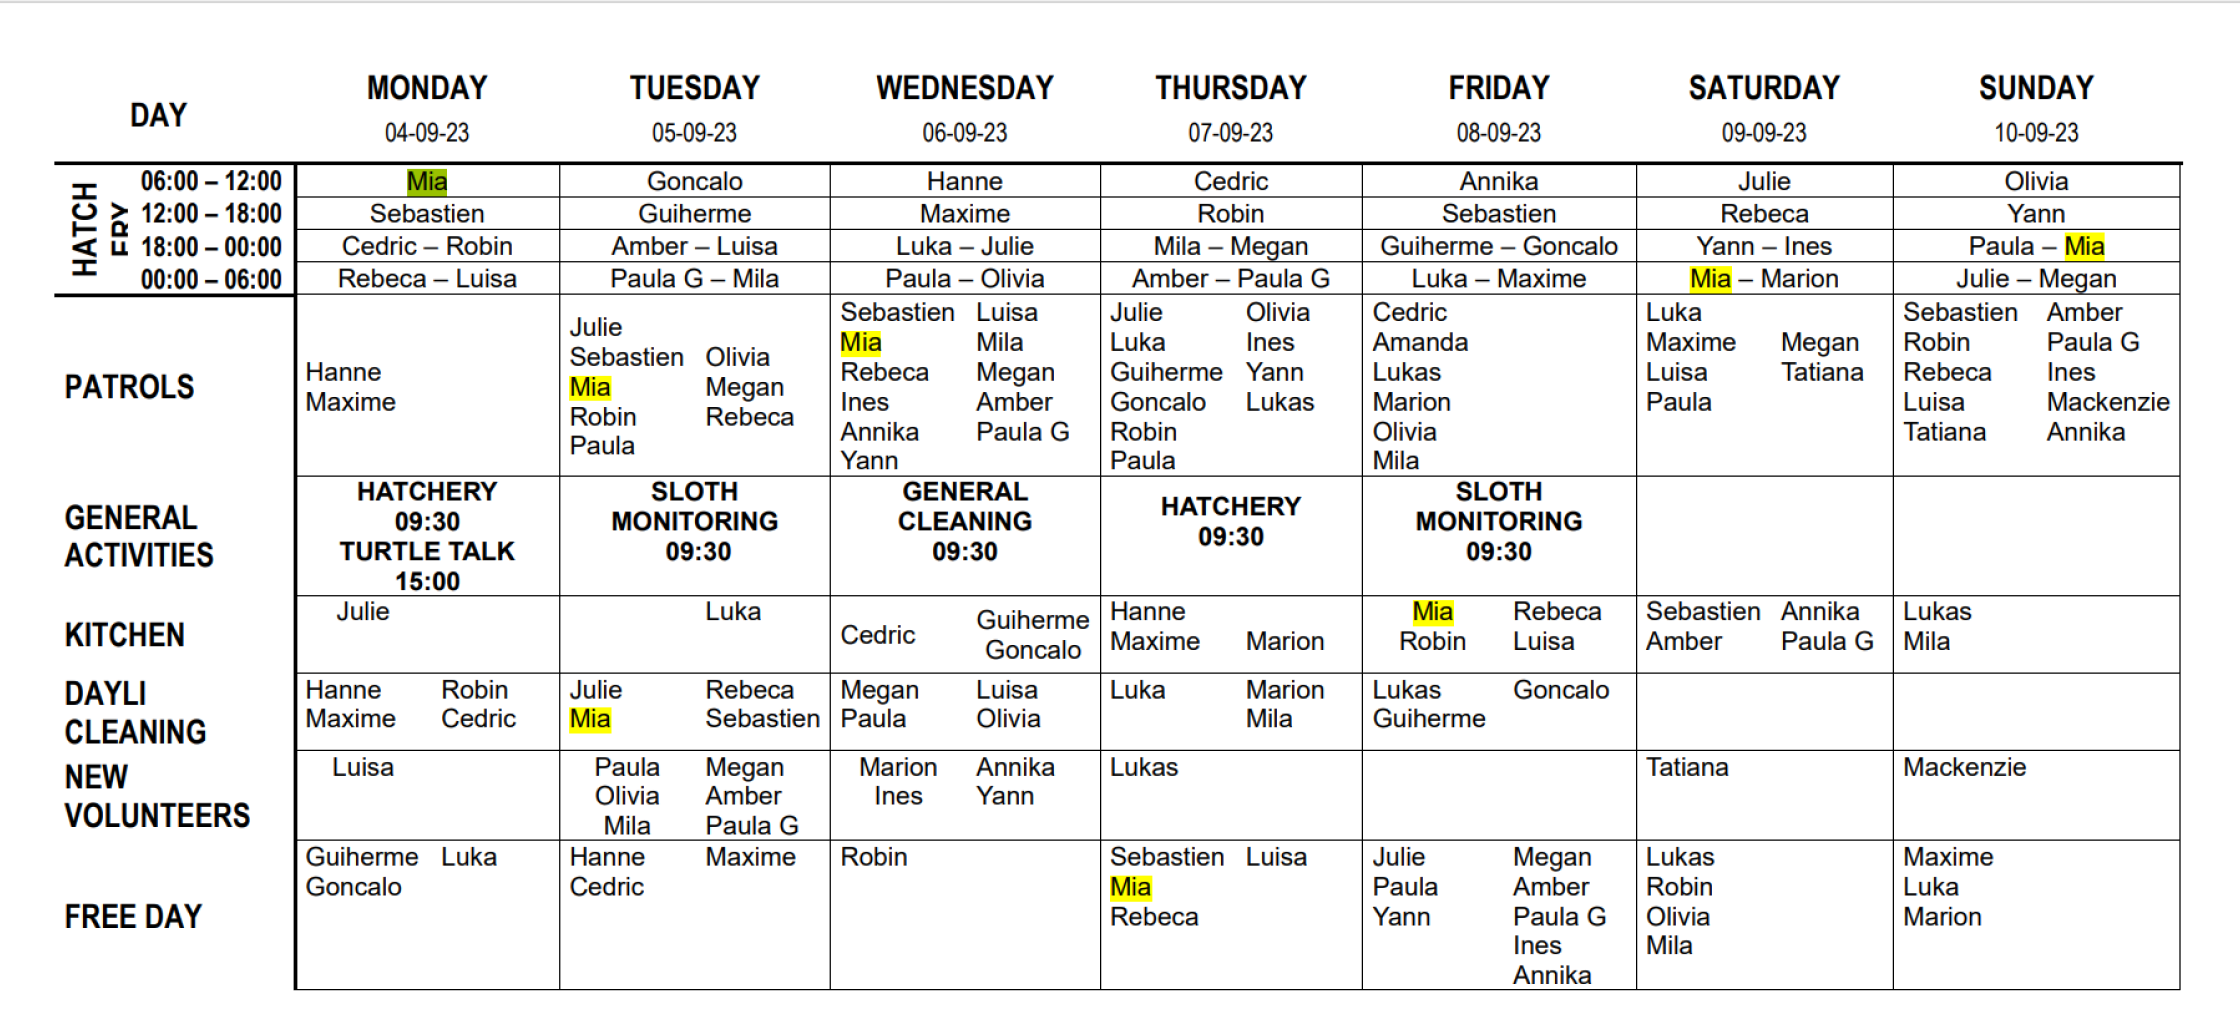 DAY MONDAY TUESDAY WEDNESDAY THURSDAY FRIDAY SATURDAY SUNDAY
04-09-23 05-09-23 06-09-23 07-09-23 08-09-23 09-09-23 10-09-23
HATCH
FRY
06:00 – 12:00 Mia Goncalo Hanne Cedric Annika Julie Olivia
12:00 – 18:00 Sebastien Guiherme Maxime Robin Sebastien Rebeca Yann
18:00 – 00:00 Cedric – Robin Amber – Luisa Luka – Julie Mila – Megan Guiherme – Goncalo Yann – Ines Paula – Mia
00:00 – 06:00 Rebeca – Luisa Paula G – Mila Paula – Olivia Amber – Paula G Luka – Maxime Mia – Marion Julie – Megan
PATROLS
Hanne
Maxime
Julie
Sebastien Olivia
Mia Megan
Robin Rebeca
Paula
Sebastien Luisa
Mia Mila
Rebeca Megan
Ines Amber
Annika Paula G
Yann
Julie Olivia
Luka Ines
Guiherme Yann
Goncalo Lukas
Robin
Paula
Cedric
Amanda
Lukas
Marion
Olivia
Mila
Luka
Maxime Megan
Luisa Tatiana
Paula
Sebastien Amber
Robin Paula G
Rebeca Ines
Luisa Mackenzie
Tatiana Annika
GENERAL
ACTIVITIES
HATCHERY
09:30
TURTLE TALK
15:00
SLOTH
MONITORING
09:30
GENERAL
CLEANING
09:30
HATCHERY
09:30
SLOTH
MONITORING
09:30
KITCHEN
Julie
Luka
Cedric
Guiherme
Goncalo
Hanne
Maxime Marion
Mia Rebeca
Robin Luisa
Sebastien Annika
Amber Paula G
Lukas
Mila
DAYLI
CLEANING
Hanne Robin
Maxime Cedric
Julie Rebeca
Mia Sebastien
Megan Luisa
Paula Olivia
Luka Marion
Mila
Lukas Goncalo
Guiherme
NEW
VOLUNTEERS
Luisa
Paula Megan
Olivia Amber
Mila Paula G
Marion Annika
Ines Yann
Lukas
Tatiana
Mackenzie
FREE DAY
Guiherme Luka
Goncalo
Hanne Maxime
Cedric
Robin
Sebastien Luisa
Mia
Rebeca
Julie Megan
Paula Amber
Yann Paula G
Ines
Annika
Lukas
Robin
Olivia
Mila
Maxime
Luka
Marion